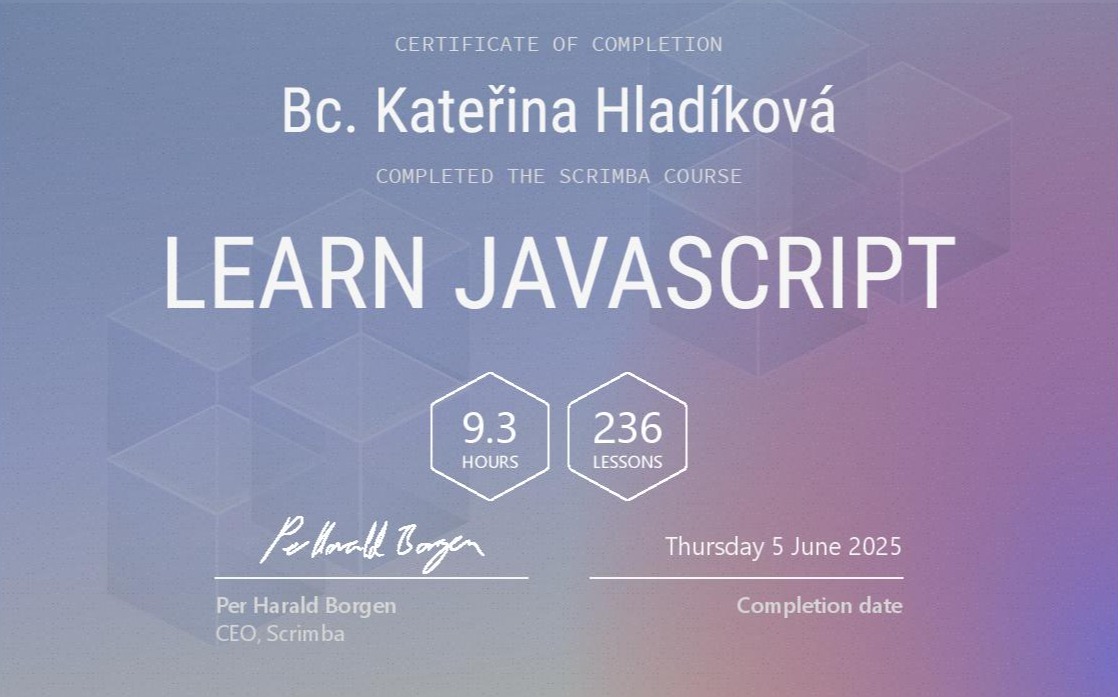 CERTIFICATE OF COMPLETION
Bc. Kateřina Hladíková
COMPLETED THE SCRIMBA COURSE
LEARN JAVASCRIPT
9.3
HOURS
236
LESSONS
Per Harald Borgen
Thursday 5 June 2025
Per Harald Borgen
CEO, Scrimba
Completion date